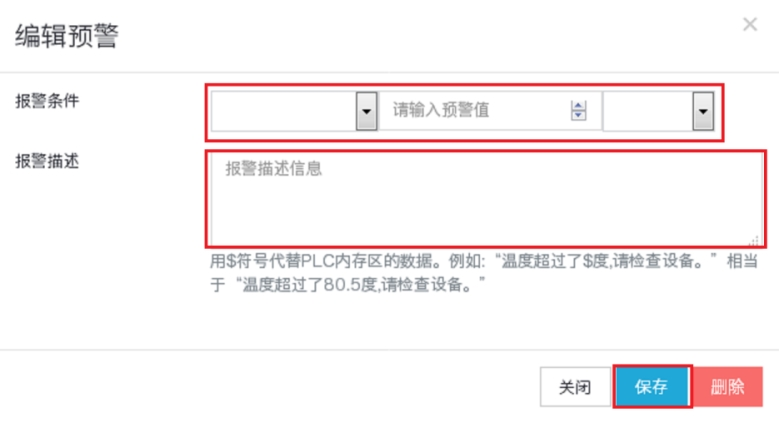 编辑预警
×
报警条件
请输入预警值
报警描述
报警描述信息
用$符号代替PLC内存区的数据。例如:“温度超过了$度,请检查设备。”相当
于“温度超过了80.5度,请检查设备。”
关闭 保存 删除